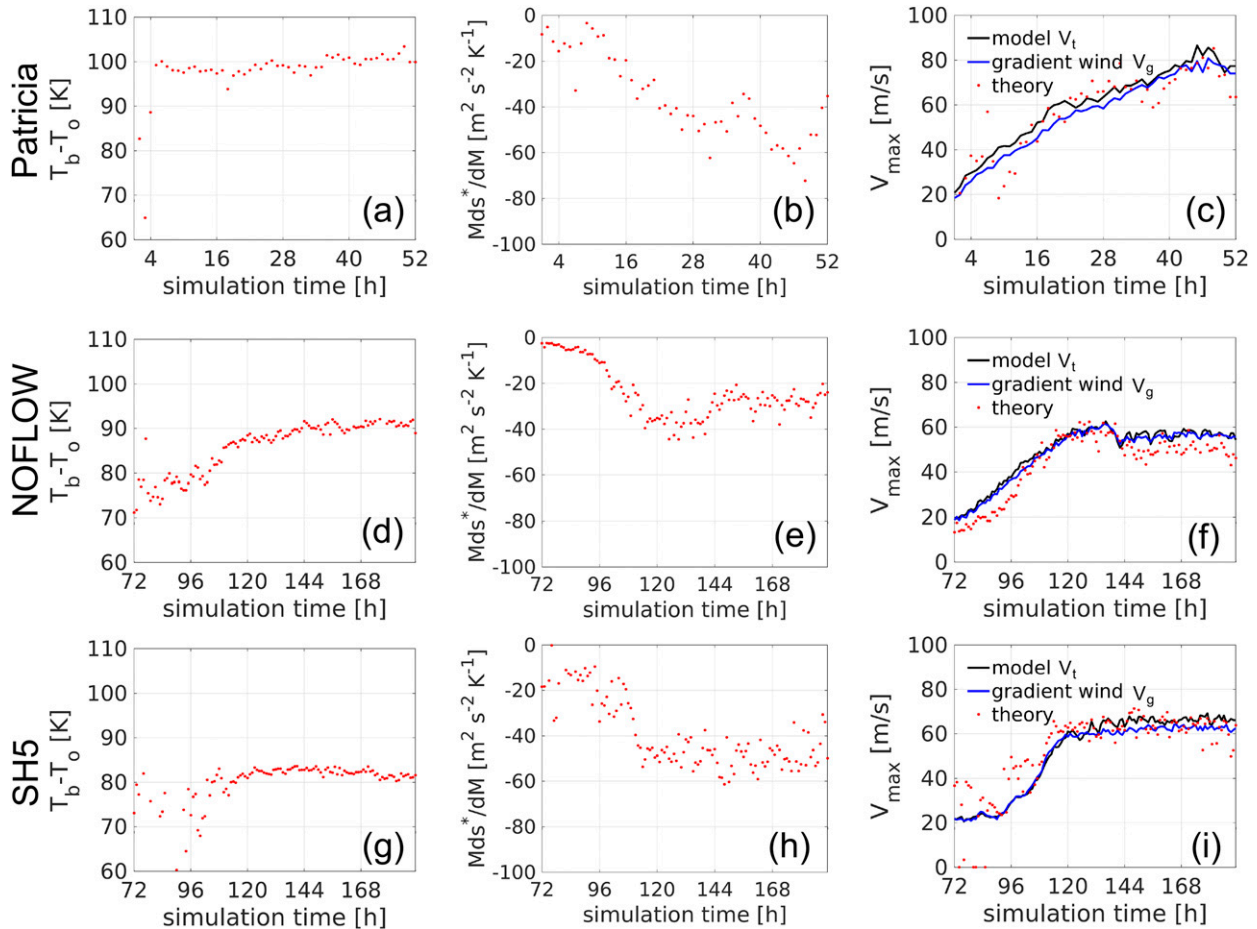 Patricia
T_b-T_o [K]
110
100
90
80
70
60
4
16
28
40
52
simulation time [h]
(a)
Mds*/dM [m² s⁻² K⁻¹]
0
-20
-40
-60
-80
-100
4
16
28
40
52
simulation time [h]
(b)
V_max [m/s]
100
80
60
40
20
0
model V_t
gradient wind V_g
theory
4
16
28
40
52
simulation time [h]
(c)
NOFLOW
T_b-T_o [K]
110
100
90
80
70
60
72
96
120
144
168
simulation time [h]
(d)
Mds*/dM [m² s⁻² K⁻¹]
0
-20
-40
-60
-80
-100
72
96
120
144
168
simulation time [h]
(e)
V_max [m/s]
100
80
60
40
20
0
model V_t
gradient wind V_g
theory
72
96
120
144
168
simulation time [h]
(f)
SH5
T_b-T_o [K]
110
100
90
80
70
60
72
96
120
144
168
simulation time [h]
(g)
Mds*/dM [m² s⁻² K⁻¹]
0
-20
-40
-60
-80
-100
72
96
120
144
168
simulation time [h]
(h)
V_max [m/s]
100
80
60
40
20
0
model V_t
gradient wind V_g
theory
72
96
120
144
168
simulation time [h]
(i)